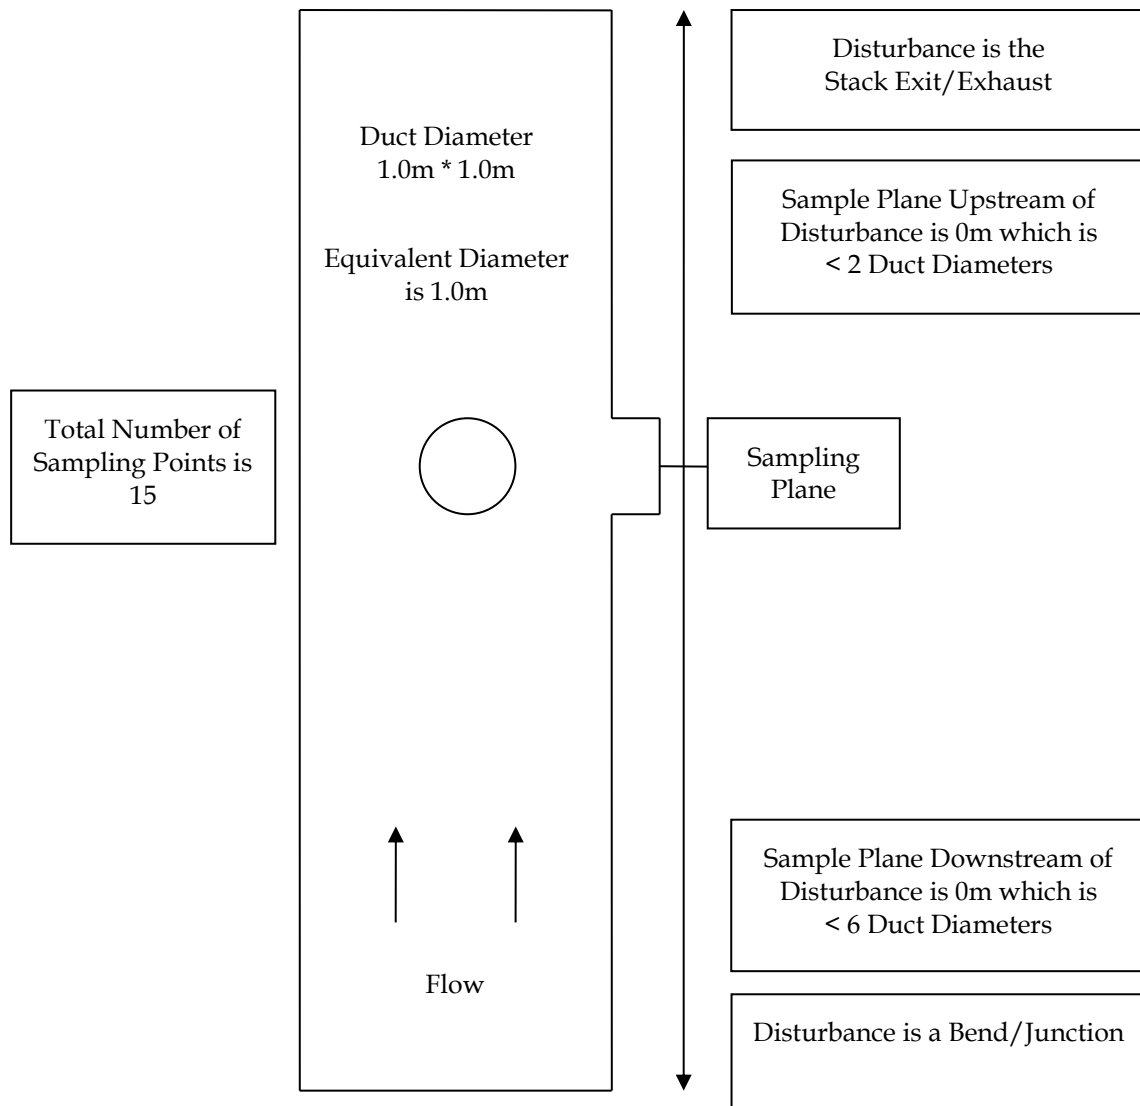 Disturbance is the
Stack Exit/Exhaust
Duct Diameter
1.0m * 1.0m
Sample Plane Upstream of
Disturbance is 0m which is
< 2 Duct Diameters
Equivalent Diameter
is 1.0m
Total Number of
Sampling Points is
15
Sampling
Plane
Sample Plane Downstream of
Disturbance is 0m which is
< 6 Duct Diameters
Flow
Disturbance is a Bend/Junction